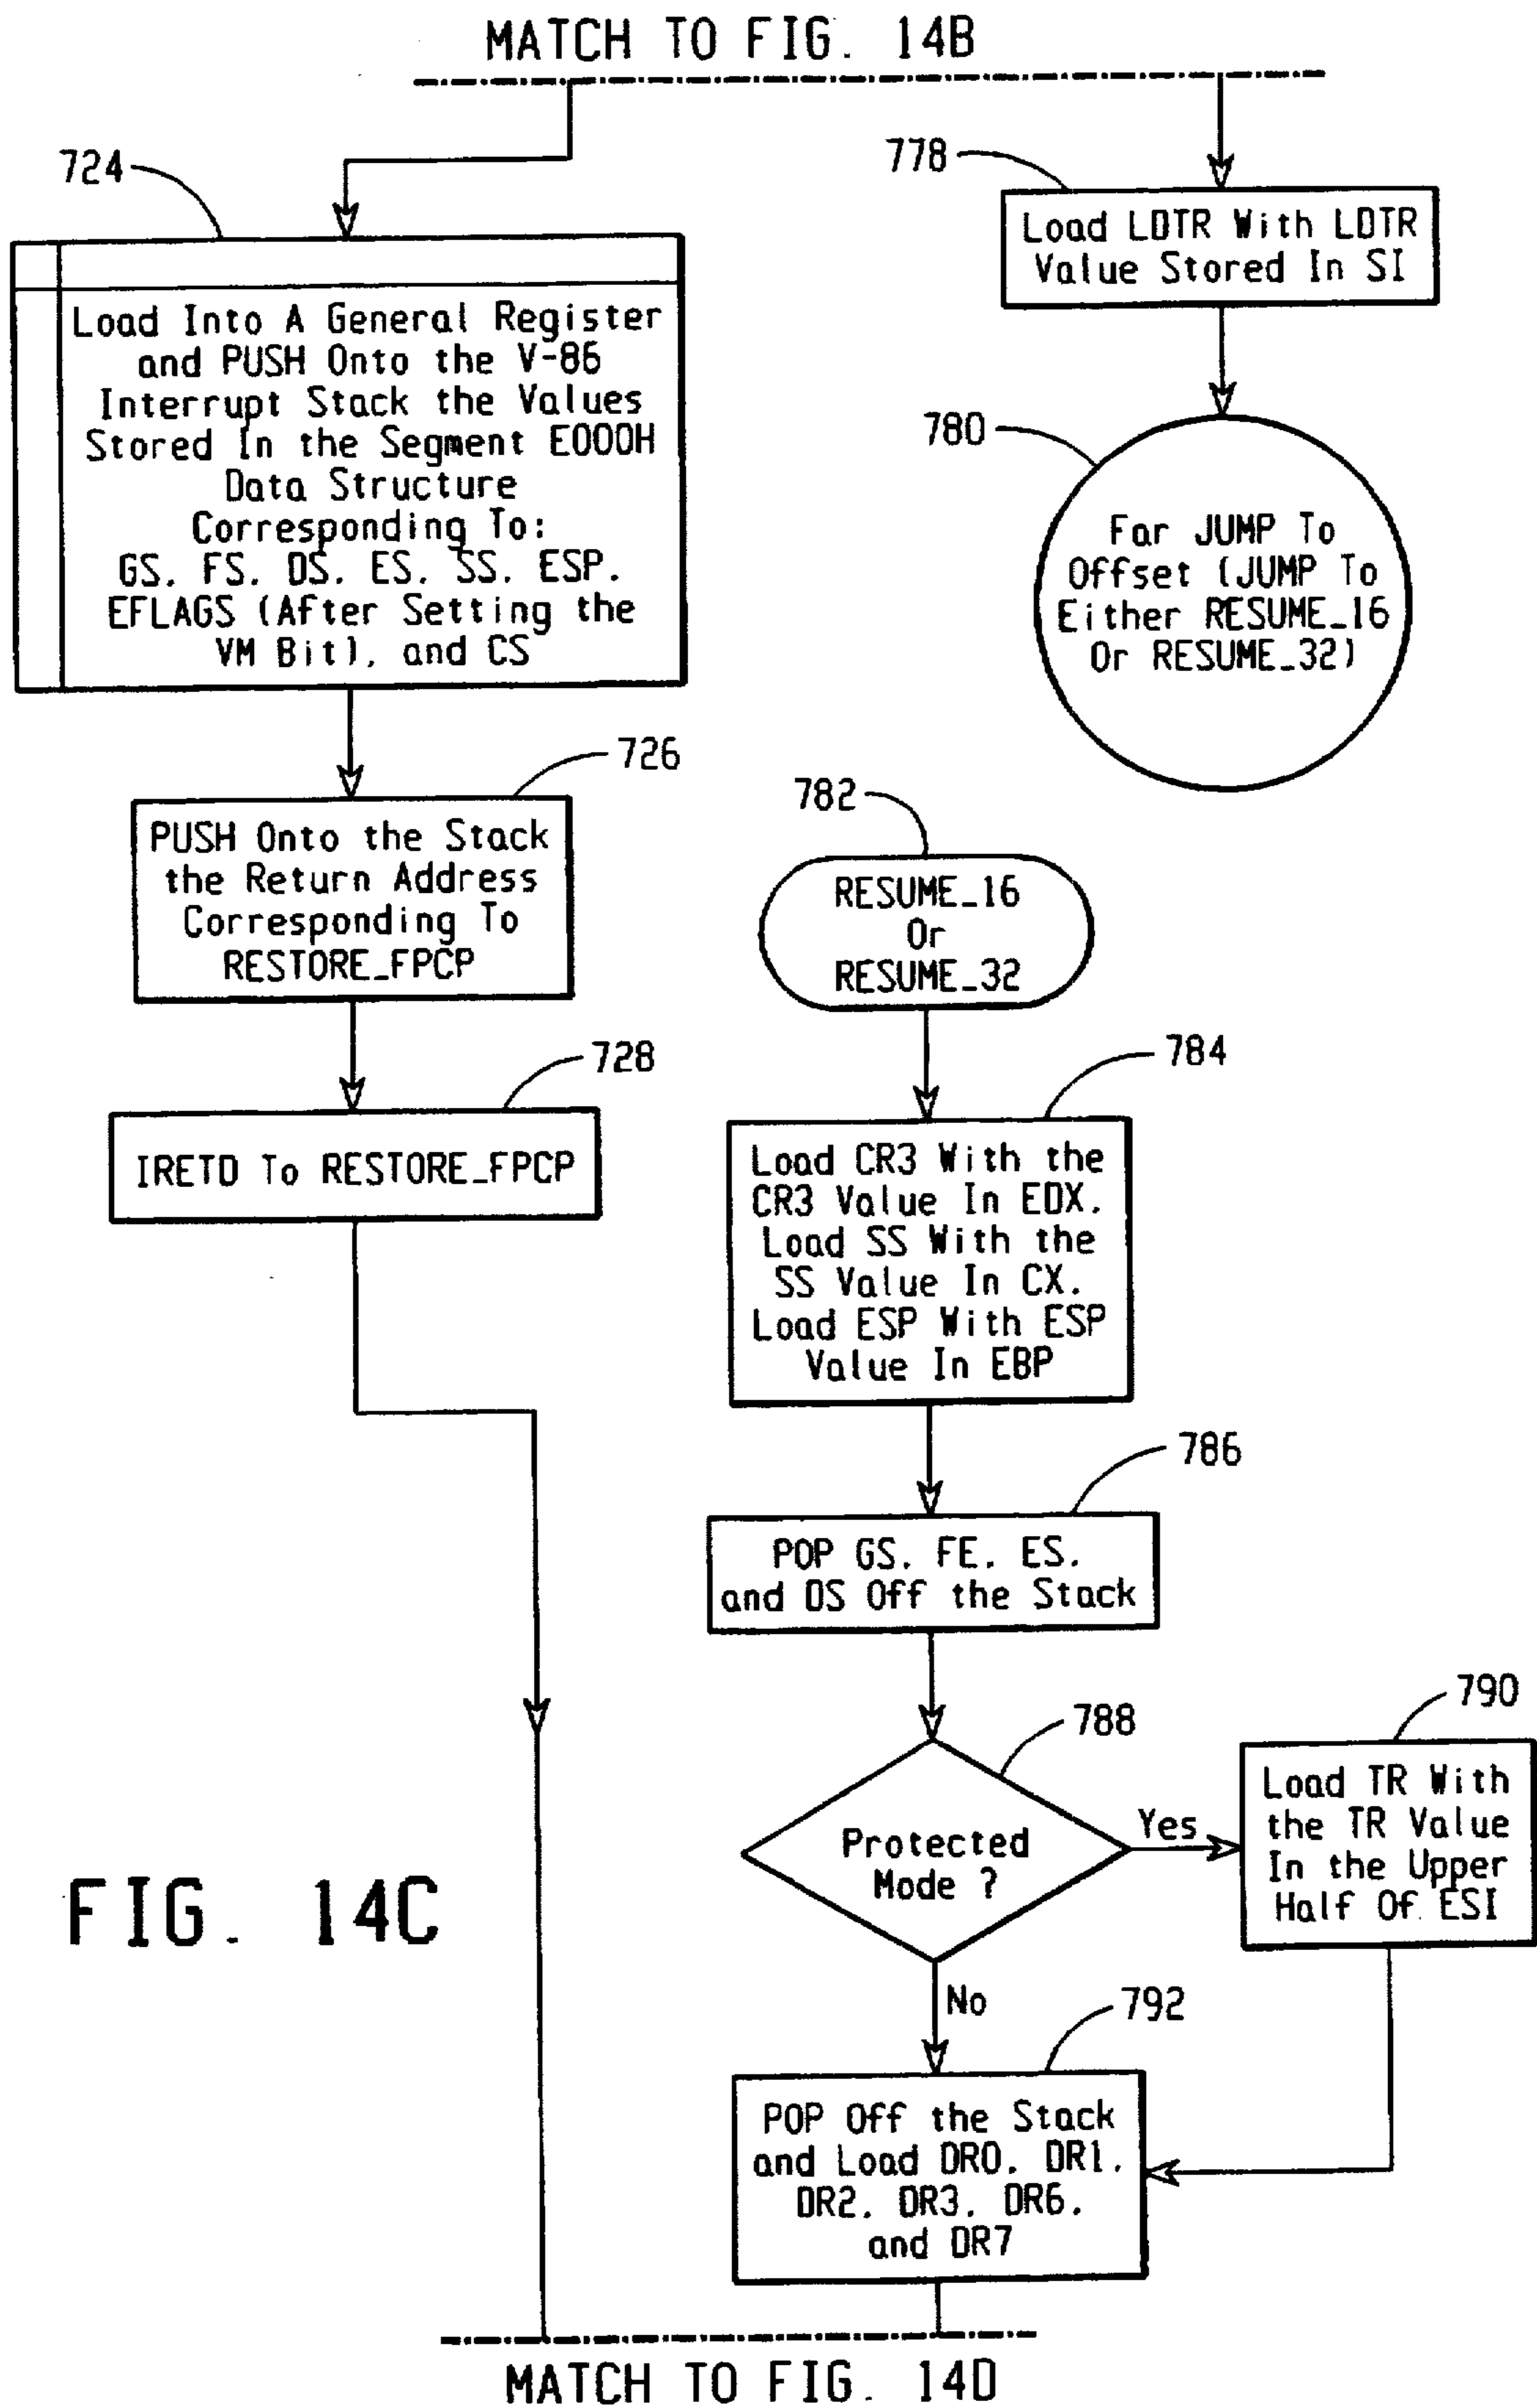 MATCH TO FIG. 14B
724
Load Into A General Register
and PUSH Onto the V-86
Interrupt Stack the Values
Stored In the Segment E000H
Data Structure
Corresponding To:
GS, FS, DS, ES, SS, ESP,
EFLAGS (After Setting the
VM Bit), and CS
726
PUSH Onto the Stack
the Return Address
Corresponding To
RESTORE_FPCP
728
IRETD To RESTORE_FPCP
778
Load LDTR With LDTR
Value Stored In SI
780
Far JUMP To
Offset (JUMP To
Either RESUME_16
Or RESUME_32)
782
RESUME_16
Or
RESUME_32
784
Load CR3 With the
CR3 Value In EDX.
Load SS With the
SS Value In CX.
Load ESP With ESP
Value In EBP
786
POP GS, FE, ES,
and DS Off the Stack
788
Protected
Mode ?
Yes
790
Load TR With
the TR Value
In the Upper
Half Of ESI
No
792
POP Off the Stack
and Load DR0, DR1,
DR2, DR3, DR6,
and DR7
FIG. 14C
MATCH TO FIG. 14D